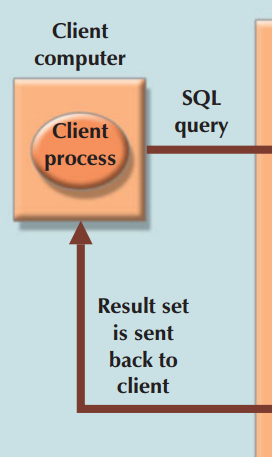 Client
computer
Client
process
SQL
query
Result set
is sent
back to
client